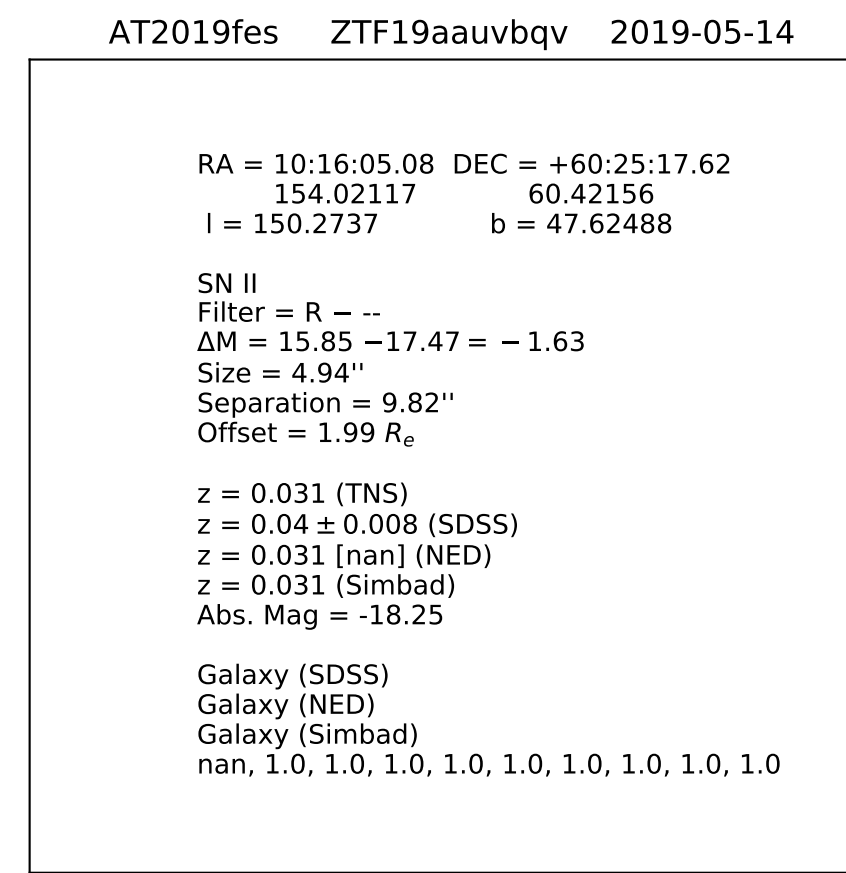 AT2019fes ZTF19aauvbqv 2019-05-14
RA = 10:16:05.08 DEC = +60:25:17.62
154.02117 60.42156
l = 150.2737 b = 47.62488
SN II
Filter = R − --
ΔM = 15.85 −17.47 = −1.63
Size = 4.94''
Separation = 9.82''
Offset = 1.99 Rₑ
z = 0.031 (TNS)
z = 0.04 ± 0.008 (SDSS)
z = 0.031 [nan] (NED)
z = 0.031 (Simbad)
Abs. Mag = -18.25
Galaxy (SDSS)
Galaxy (NED)
Galaxy (Simbad)
nan, 1.0, 1.0, 1.0, 1.0, 1.0, 1.0, 1.0, 1.0, 1.0